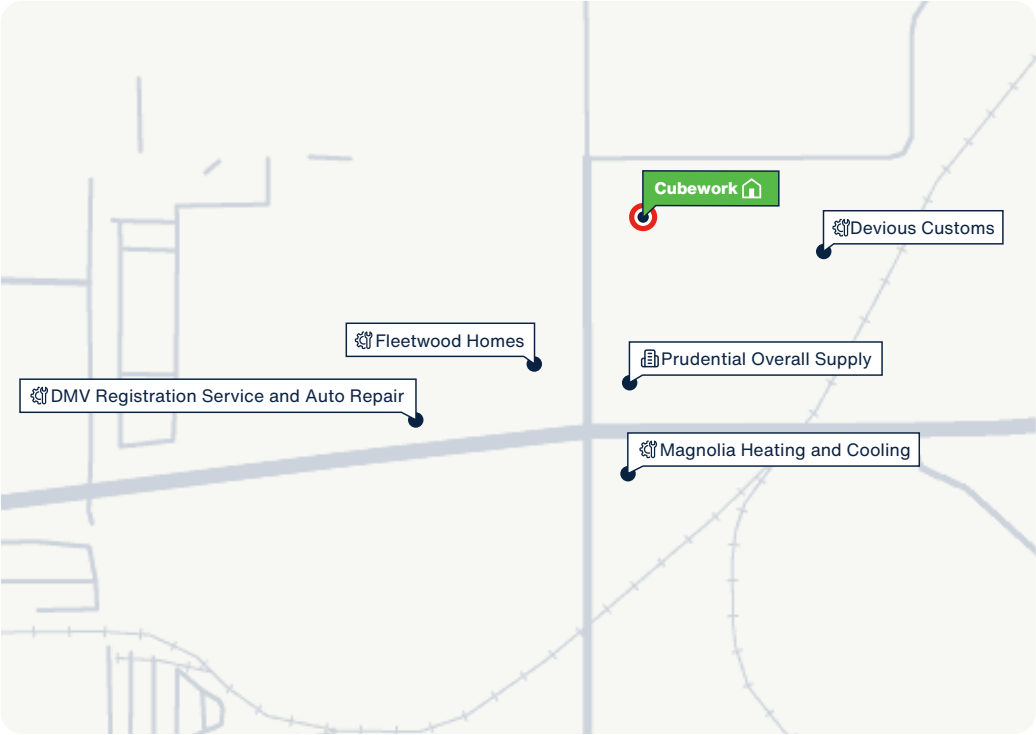 Cubework
Devious Customs
Fleetwood Homes
Prudential Overall Supply
DMV Registration Service and Auto Repair
Magnolia Heating and Cooling